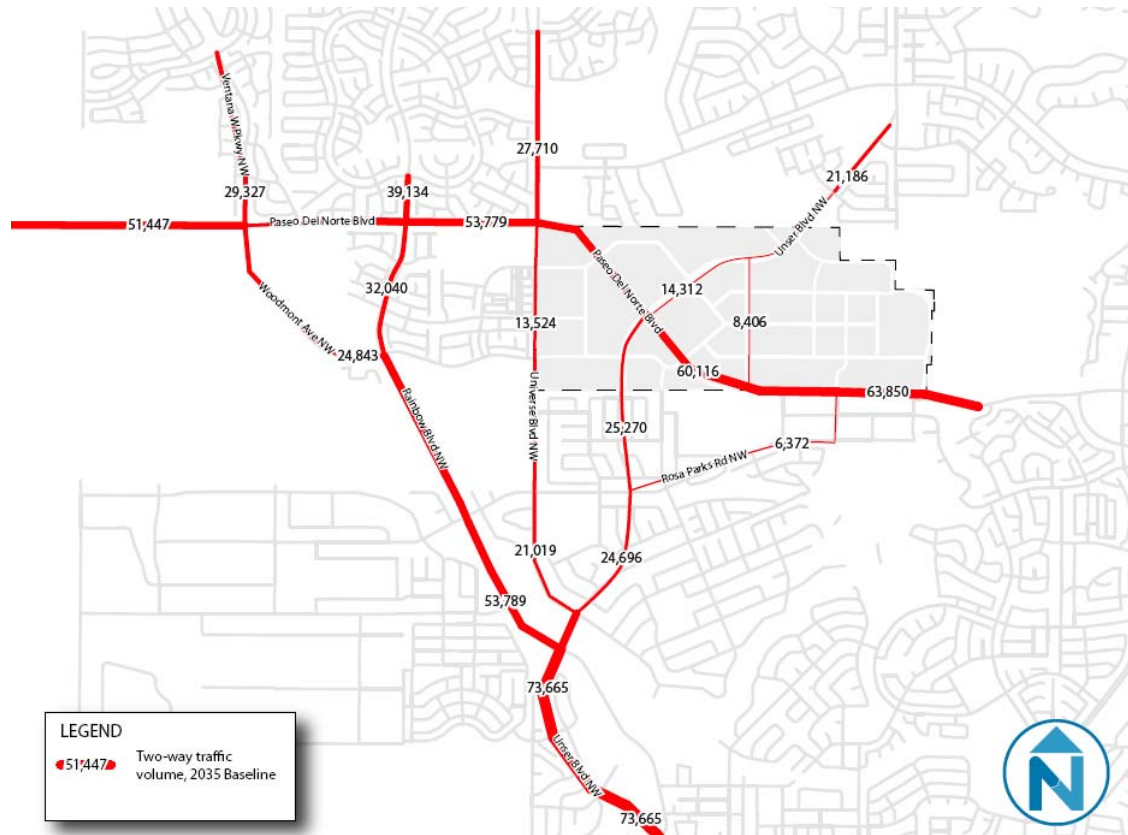 Ventana W Pkwy NW
27,710
21,186
29,327
39,134
51,447
Paseo Del Norte Blvd
53,779
Unser Blvd NW
Paseo Del Norte Blvd
32,040
14,312
Woodmont Ave NW
13,524
8,406
24,843
60,116
Rainbow Blvd NW
Universe Blvd NW
63,850
25,270
6,372
Rosa Parks Rd NW
21,019
24,696
53,789
73,665
Unser Blvd NW
73,665
LEGEND
51,447
Two-way traffic
volume, 2035 Baseline
N